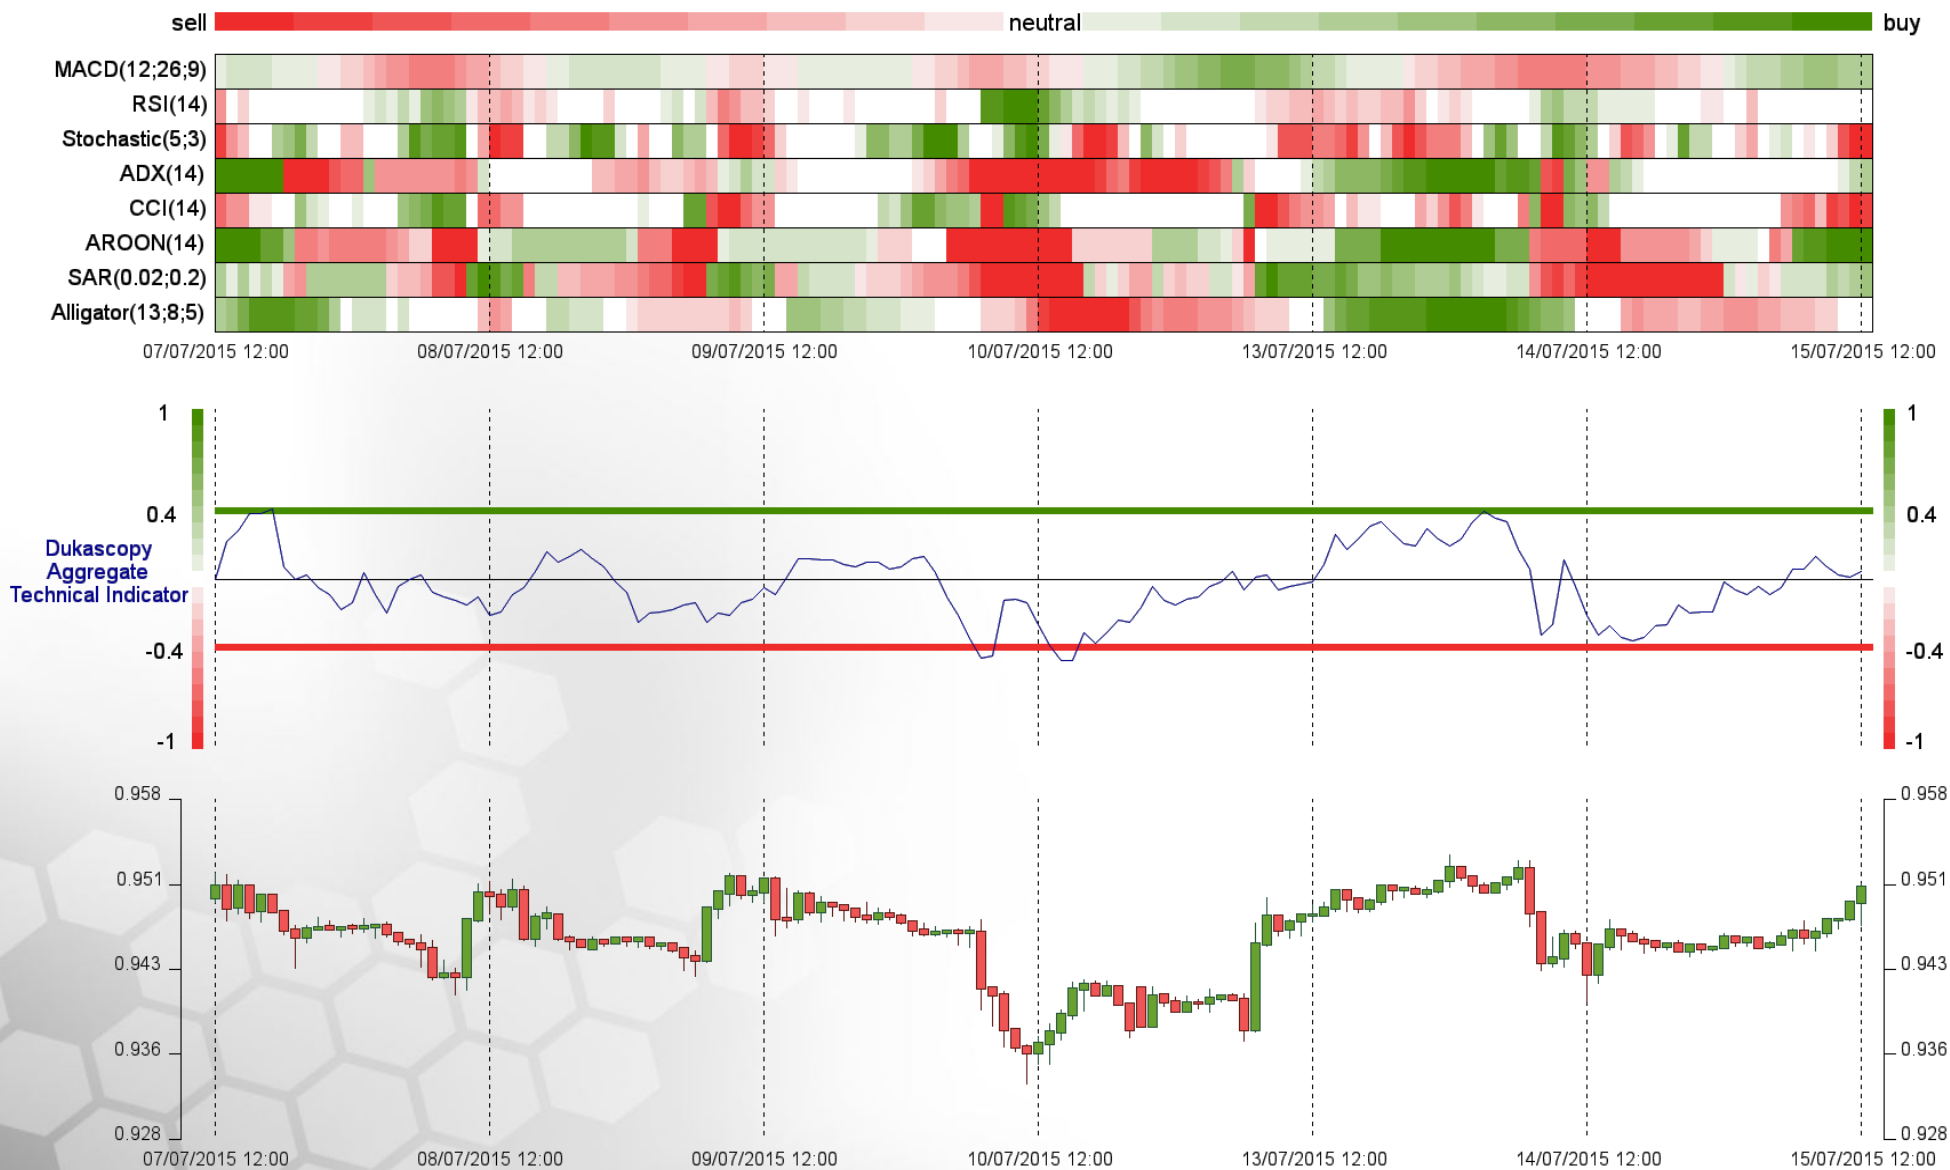 sell neutral buy
MACD(12;26;9)
RSI(14)
Stochastic(5;3)
ADX(14)
CCI(14)
AROON(14)
SAR(0.02;0.2)
Alligator(13;8;5)
07/07/2015 12:00 08/07/2015 12:00 09/07/2015 12:00 10/07/2015 12:00 13/07/2015 12:00 14/07/2015 12:00 15/07/2015 12:00
1 1
0.4 0.4
Dukascopy
Aggregate
Technical Indicator
-0.4 -0.4
-1 -1
0.958 0.958
0.951 0.951
0.943 0.943
0.936 0.936
0.928 0.928
07/07/2015 12:00 08/07/2015 12:00 09/07/2015 12:00 10/07/2015 12:00 13/07/2015 12:00 14/07/2015 12:00 15/07/2015 12:00